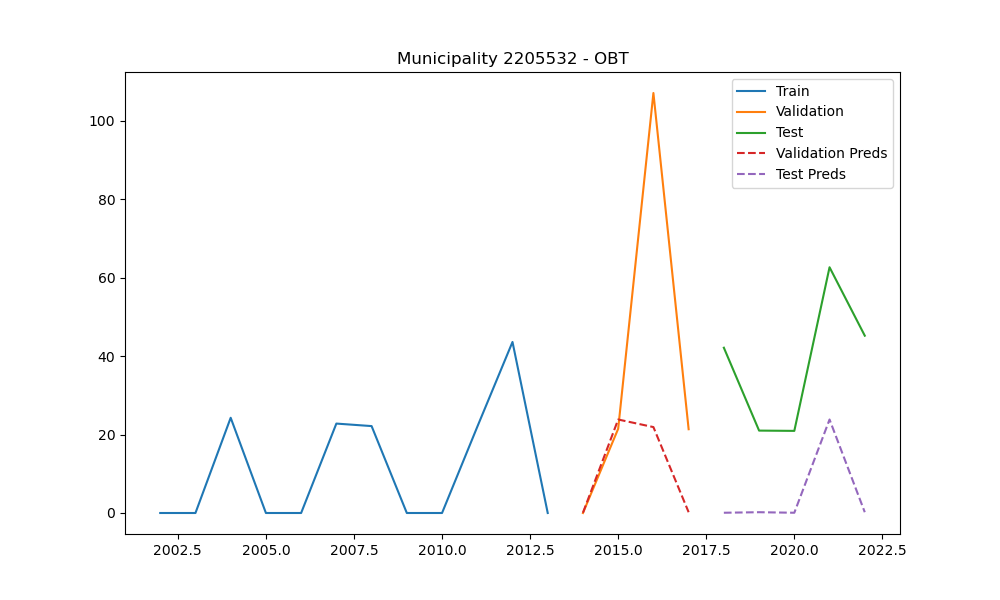 Municipality 2205532 - OBT
Train
Validation
Test
Validation Preds
Test Preds
100
80
60
40
20
0
2002.5 2005.0 2007.5 2010.0 2012.5 2015.0 2017.5 2020.0 2022.5